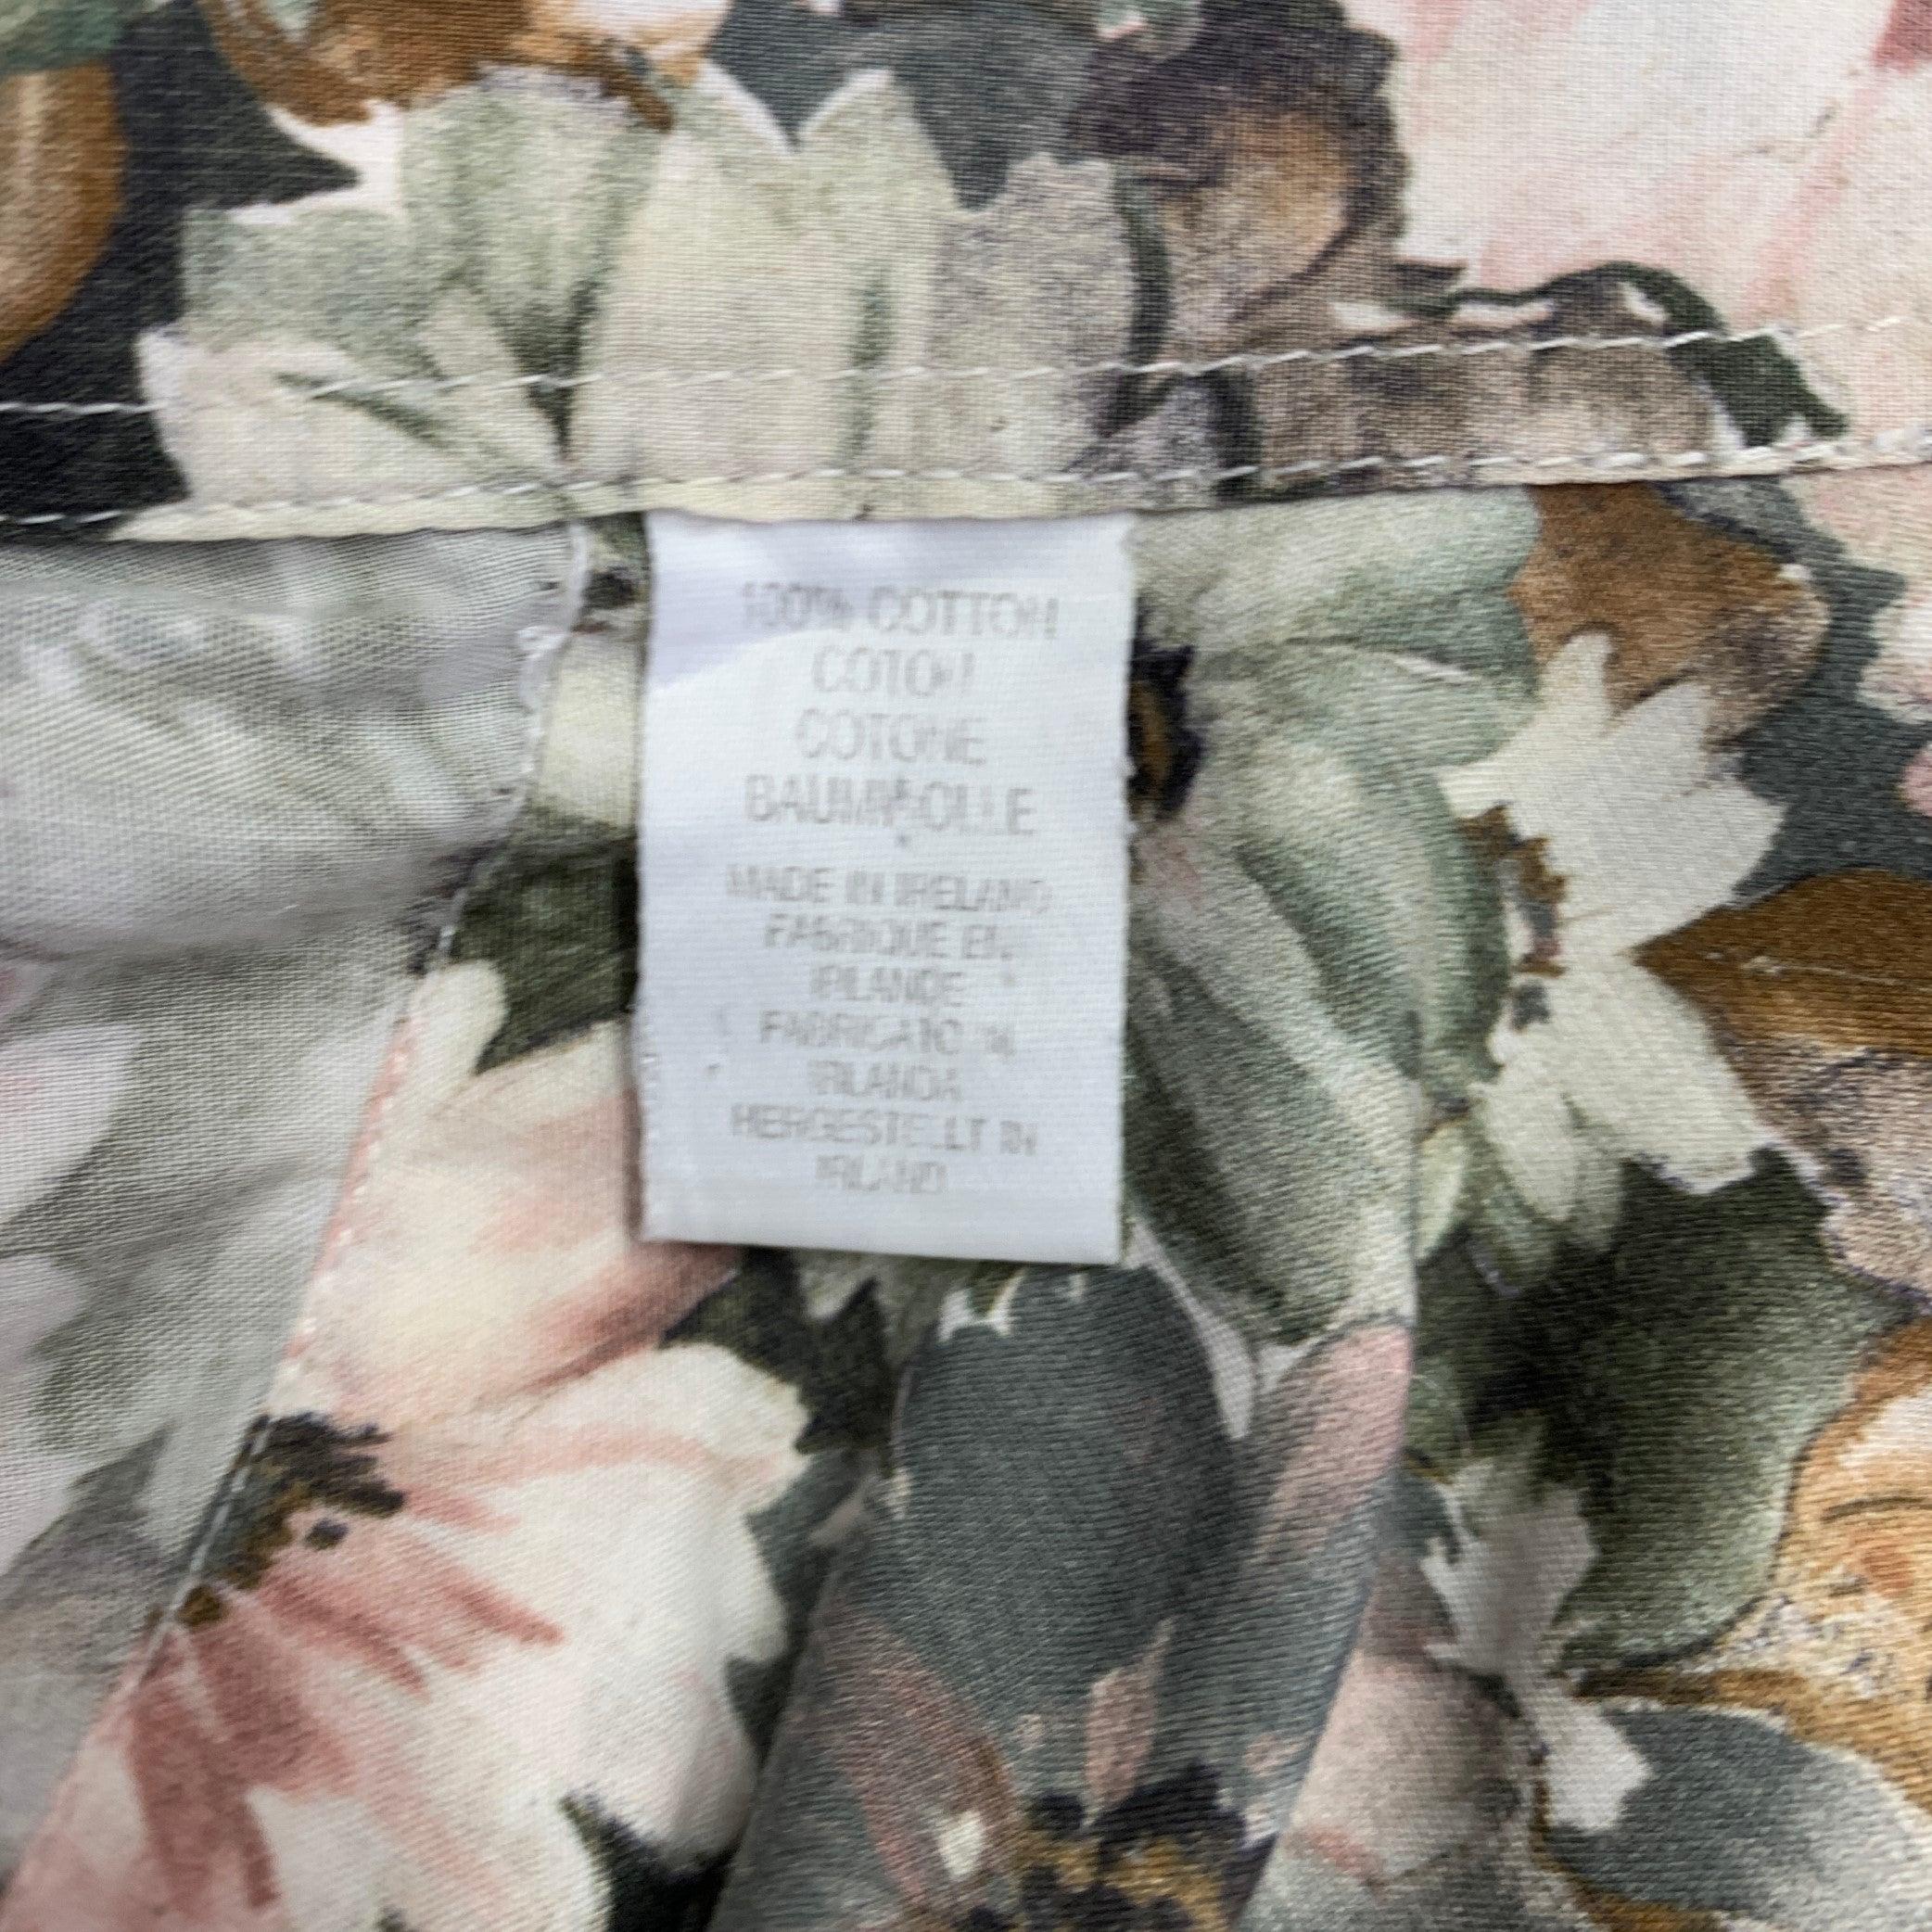 100% COTTON
COTON
COTONE
BAUMWOLLE
MADE IN IRELAND
FABRIQUE EN
IRLANDE
FABRICATO IN
IRLANDA
HERGESTELLT IN
IRLAND